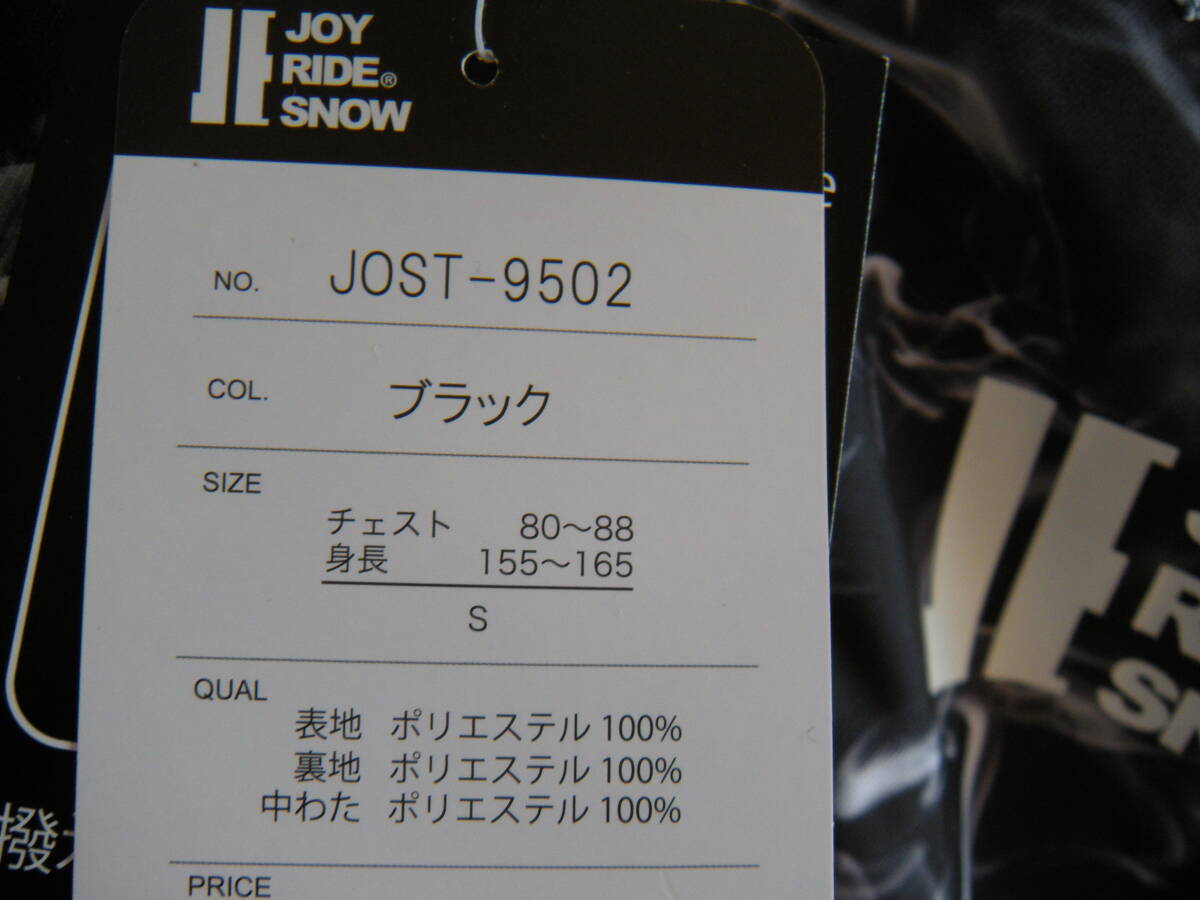 JOY
RIDE®
SNOW
NO. JOST-9502
COL. ブラック
SIZE
チェスト 80～88
身長 155～165
S
QUAL
表地 ポリエステル 100%
裏地 ポリエステル 100%
中わた ポリエステル 100%
PRICE
撥